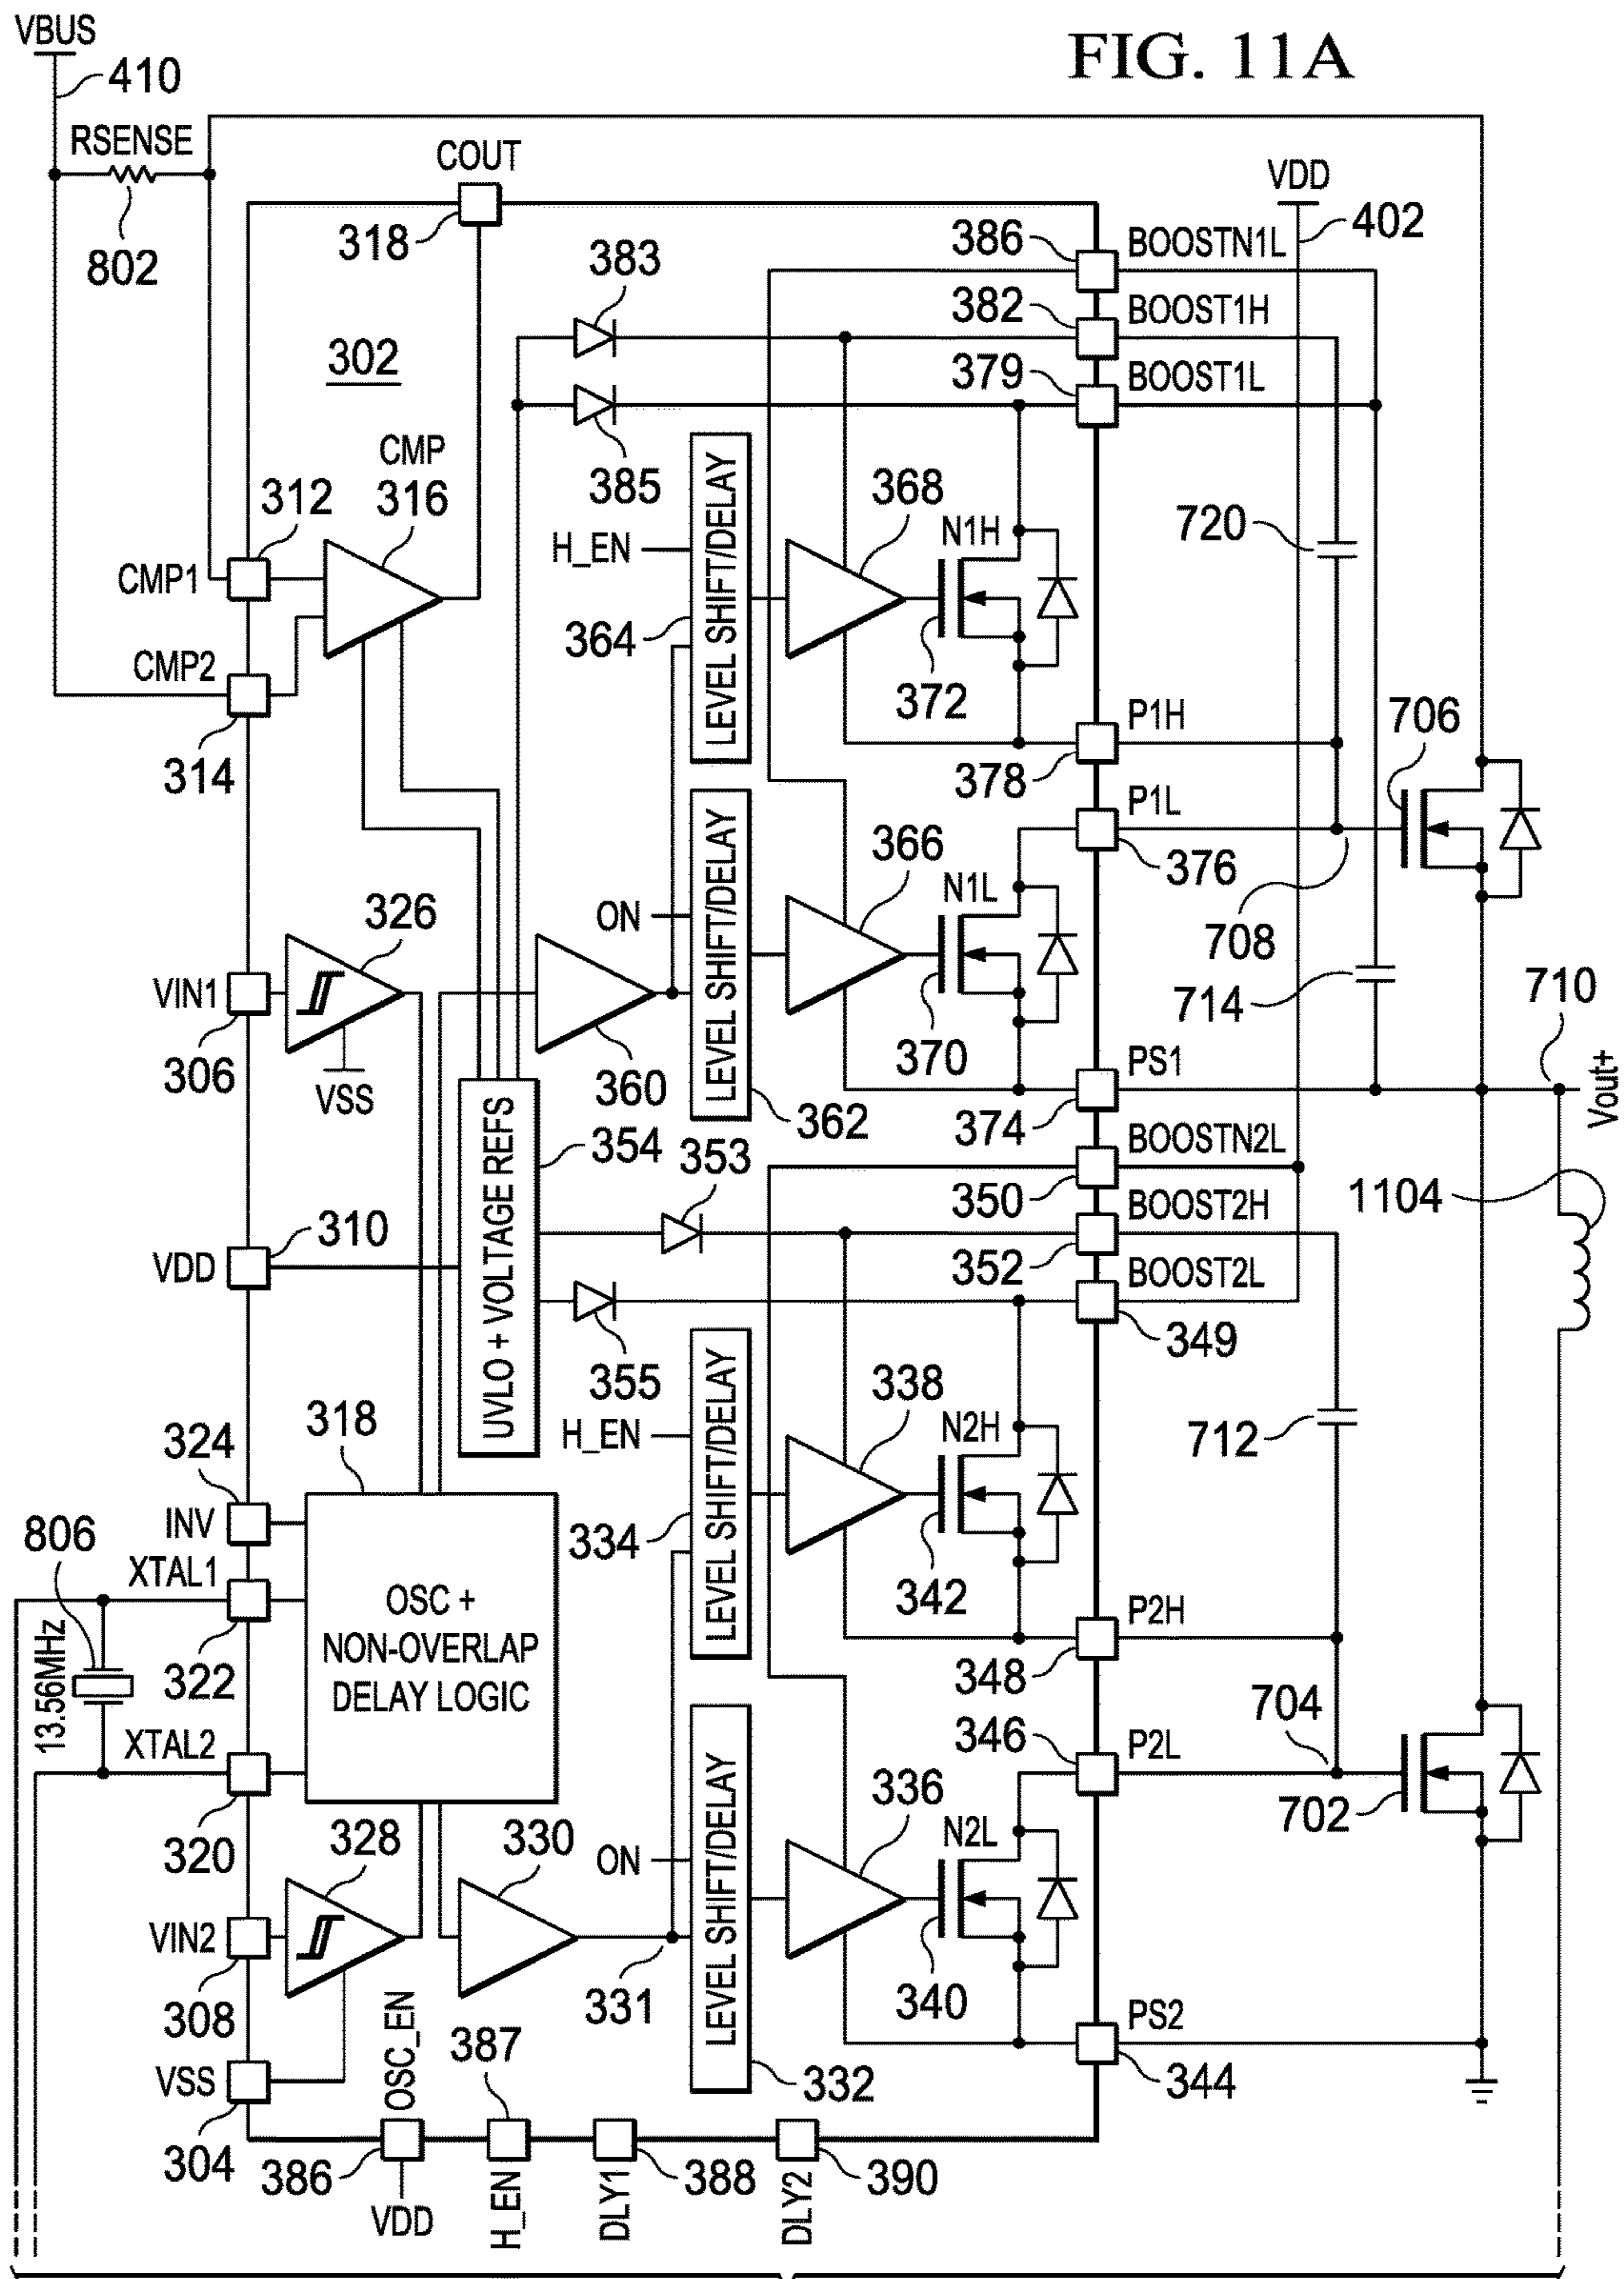 FIG. 11A
VBUS
410
RSENSE
802
COUT
318
VDD
402
386
BOOSTN1L
383
382
BOOST1H
302
379
BOOST1L
385
CMP
316
312
CMP1
CMP2
314
H_EN
LEVEL SHIFT/DELAY
364
368
N1H
372
720
P1H
378
706
P1L
376
708
326
VIN1
306
VSS
360
ON
LEVEL SHIFT/DELAY
362
366
N1L
370
714
710
PS1
374
Vout+
UVLO + VOLTAGE REFS
354
353
BOOSTN2L
350
BOOST2H
352
1104
310
VDD
BOOST2L
349
355
H_EN
LEVEL SHIFT/DELAY
334
338
N2H
342
712
318
324
INV
806
XTAL1
322
13.56MHz
OSC +
NON-OVERLAP
DELAY LOGIC
XTAL2
320
P2H
348
704
346
P2L
702
328
330
VIN2
308
331
ON
LEVEL SHIFT/DELAY
332
336
N2L
340
PS2
344
VSS
304
OSC_EN
386
VDD
387
H_EN
DLY1
388
DLY2
390